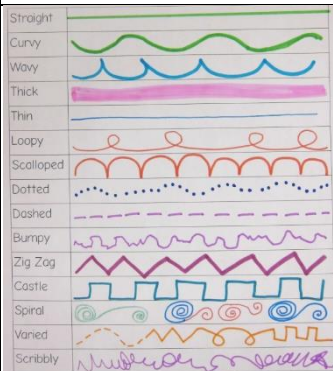 Straight
Curvy
Wavy
Thick
Thin
Loopy
Scalloped
Dotted
Dashed
Bumpy
Zig Zag
Castle
Spiral
Varied
Scribbly